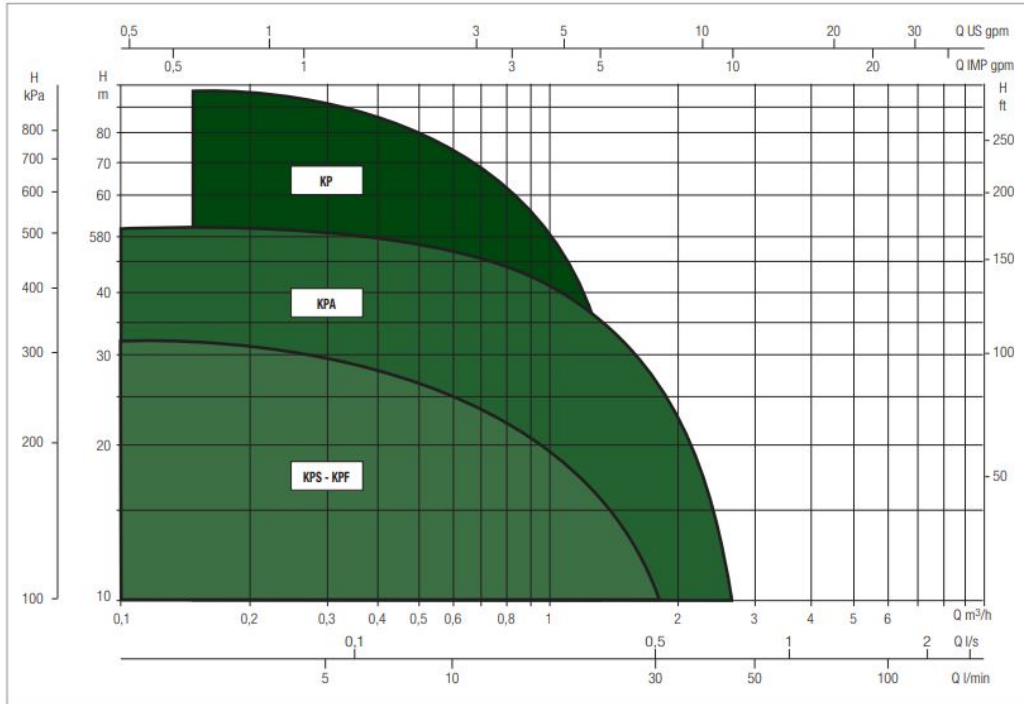 0,5 1 3 5 10 20 30 Q US gpm
0,5 1 3 5 10 20 Q IMP gpm
H kPa
H m
H ft
800
700
600
500
400
300
200
100
80
70
60
580
40
30
20
10
250
200
150
100
50
KP
KPA
KPS - KPF
0,1 0,2 0,3 0,4 0,5 0,6 0,8 1 2 3 4 5 6 Q m³/h
0,1 0,5 1 2 Q l/s
5 10 30 50 100 Q l/min